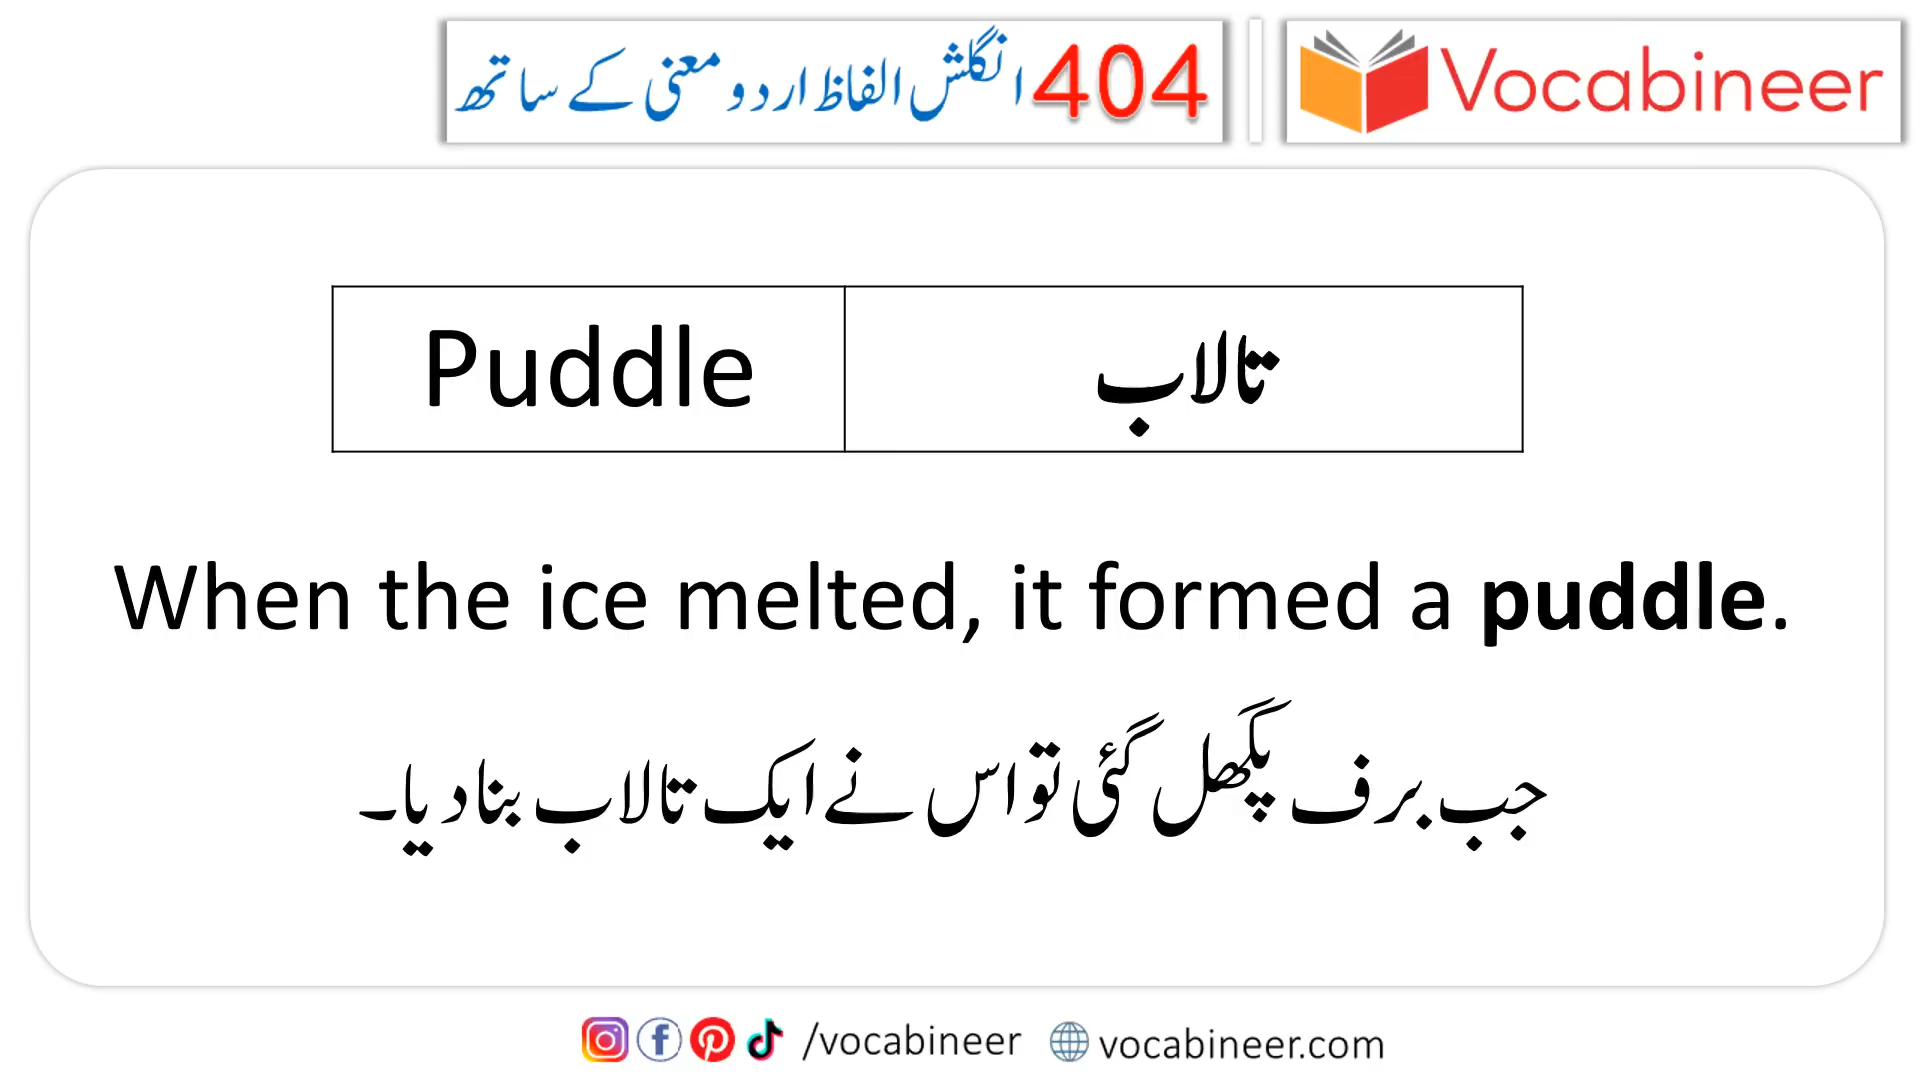 404 انگلش الفاظ اردو معنی کے ساتھ
Vocabineer
Puddle
تالاب
When the ice melted, it formed a puddle.
جب برف پگھل گئی تو اس نے ایک تالاب بنا دیا۔
/vocabineer
vocabineer.com